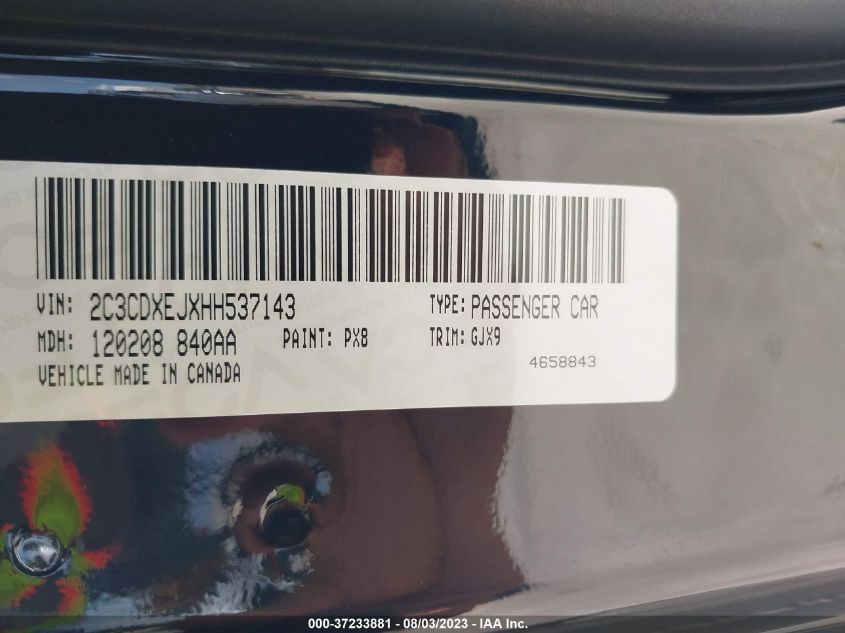 VIN: 2C3CDXEJXHH537143 TYPE: PASSENGER CAR
MDH: 120208 840AA PAINT: PX8 TRIM: GJX9
VEHICLE MADE IN CANADA 4658843
000-37233881 - 08/03/2023 - IAA Inc.